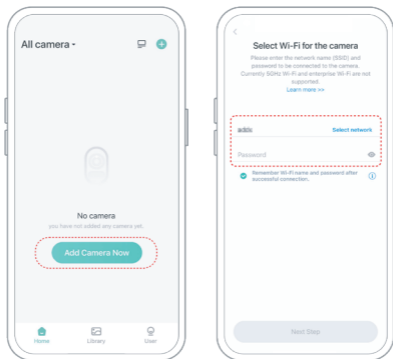 All camera
No camera
you have not added any camera yet.
Add Camera Now
Home
Library
User
Select Wi-Fi for the camera
Please enter the network name (SSID) and
password to be connected to the camera.
Currently 5GHz Wi-Fi and enterprise Wi-Fi are not
supported.
Learn more >>
addx
Select network
Password
Remember Wi-Fi name and password after
successful connection.
Next Step